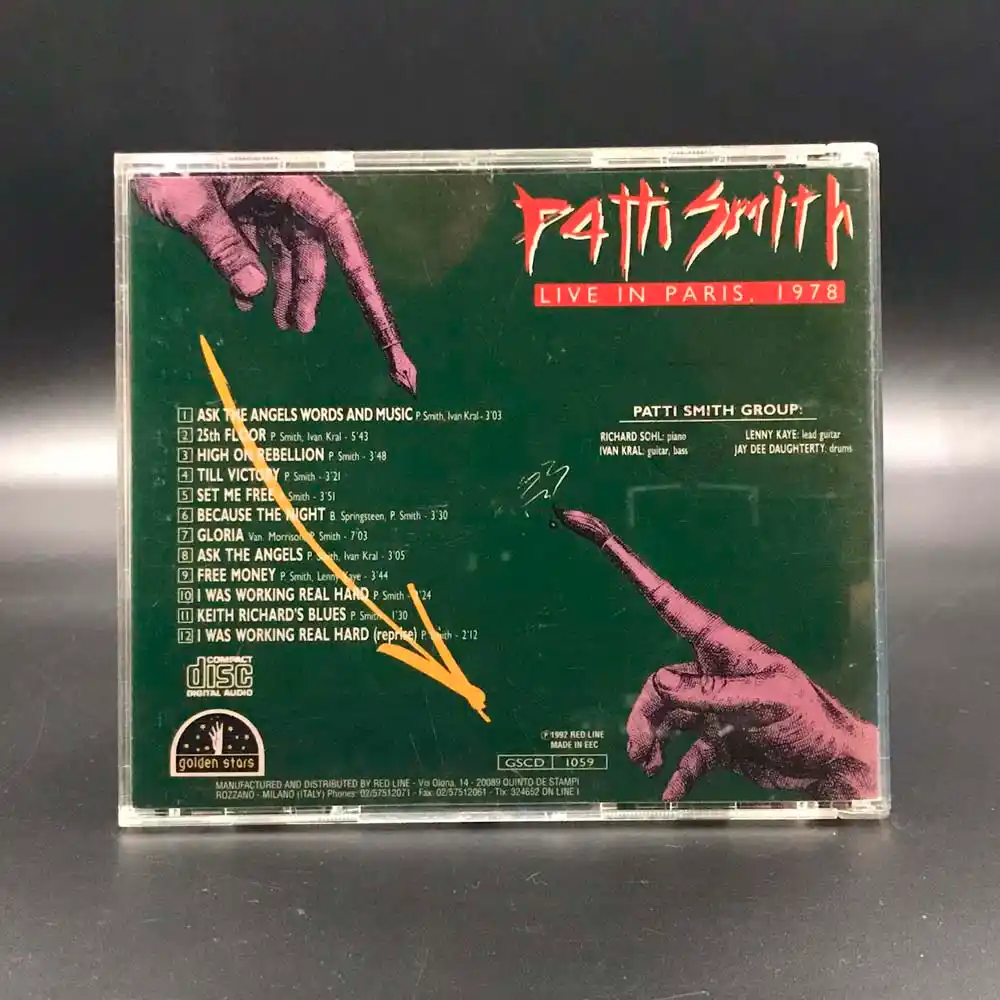 Patti Smith
LIVE IN PARIS, 1978
1 ASK THE ANGELS WORDS AND MUSIC P. Smith, Ivan Kral - 3'03
2 25th FLOOR P. Smith, Ivan Kral - 5'43
3 HIGH ON REBELLION P. Smith - 3'48
4 TILL VICTORY P. Smith - 3'21
5 SET ME FREE P. Smith - 3'51
6 BECAUSE THE NIGHT B. Springsteen, P. Smith - 3'30
7 GLORIA Van. Morrison, P. Smith - 7'03
8 ASK THE ANGELS P. Smith, Ivan Kral - 3'05
9 FREE MONEY P. Smith, Lenny Kaye - 3'44
10 I WAS WORKING REAL HARD P. Smith - '24
11 KEITH RICHARD'S BLUES P. Smith - 1'30
12 I WAS WORKING REAL HARD (reprise) P. Smith - 2'12
PATTI SMITH GROUP:
RICHARD SOHL: piano
IVAN KRAL: guitar, bass
LENNY KAYE: lead guitar
JAY DEE DAUGHTERTY: drums
COMPACT
disc
DIGITAL AUDIO
golden stars
℗ 1992 RED LINE
MADE IN EEC
GSCD 1059
MANUFACTURED AND DISTRIBUTED BY RED LINE - Via Olona, 14 - 20089 QUINTO DE STAMPI
ROZZANO - MILANO (ITALY) Phones: 02/57512071 - Fax: 02/57512061 - Tlx: 324652 ON LINE I